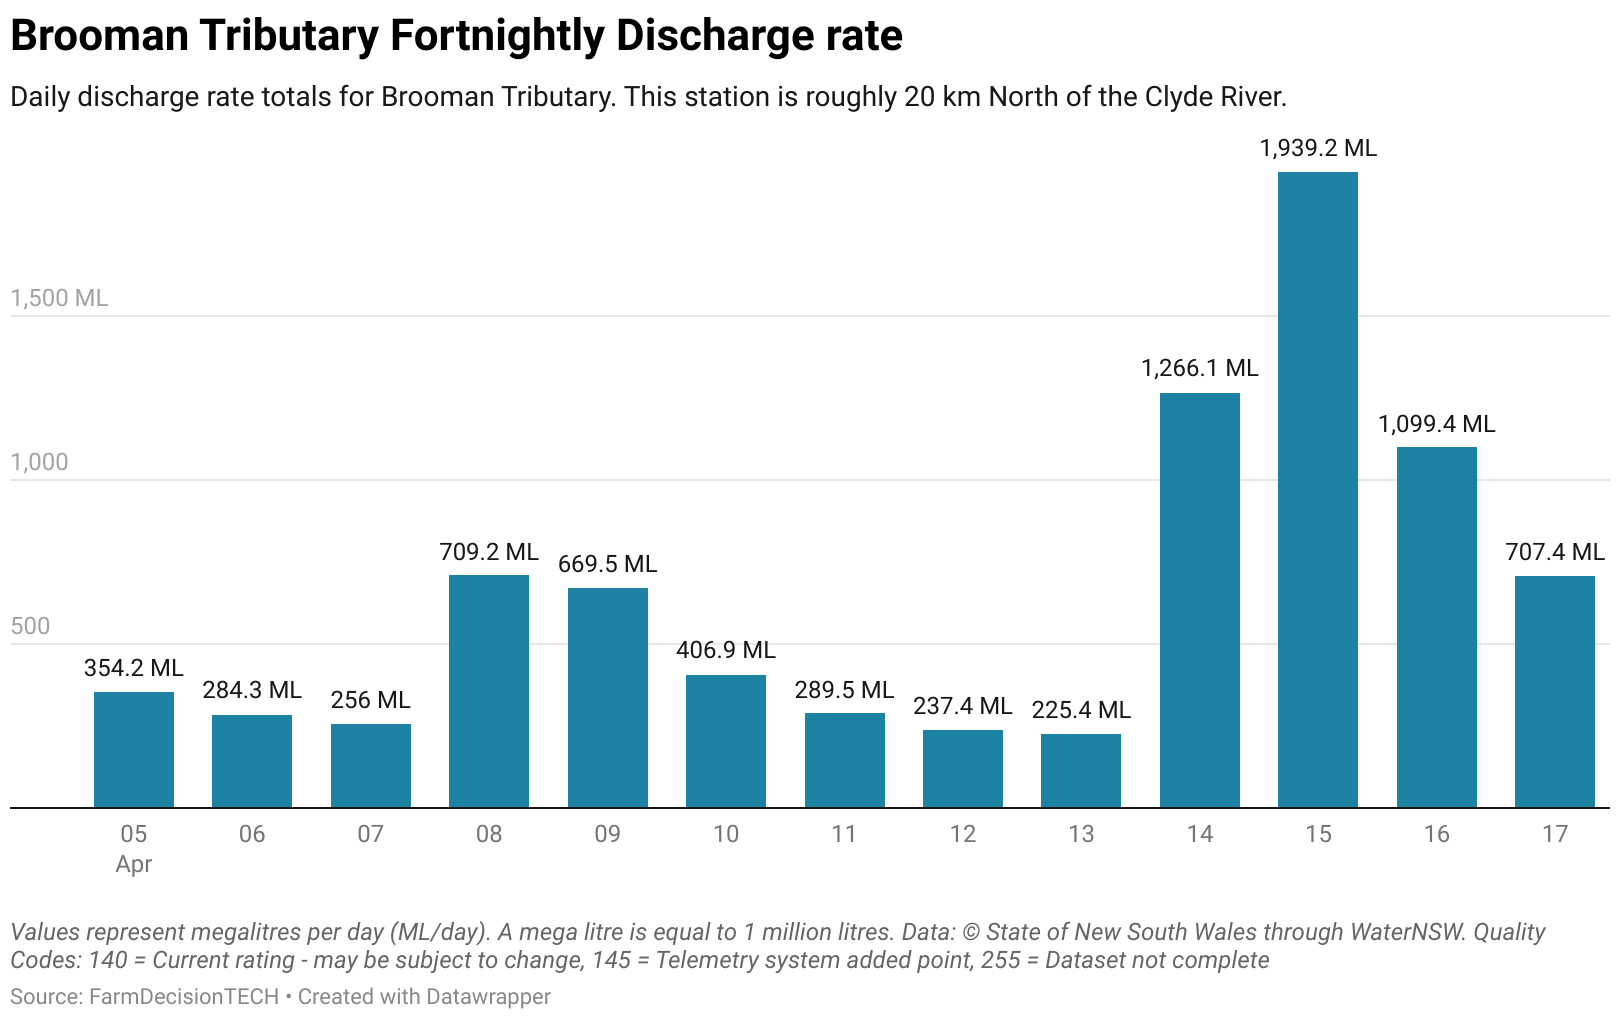 Brooman Tributary Fortnightly Discharge rate
Daily discharge rate totals for Brooman Tributary. This station is roughly 20 km North of the Clyde River.
1,939.2 ML
1,500 ML
1,266.1 ML
1,099.4 ML
1,000
709.2 ML
669.5 ML
707.4 ML
500
406.9 ML
354.2 ML
284.3 ML
256 ML
289.5 ML
237.4 ML
225.4 ML
05 06 07 08 09 10 11 12 13 14 15 16 17
Apr
Values represent megalitres per day (ML/day). A mega litre is equal to 1 million litres. Data: © State of New South Wales through WaterNSW. Quality
Codes: 140 = Current rating - may be subject to change, 145 = Telemetry system added point, 255 = Dataset not complete
Source: FarmDecisionTECH • Created with Datawrapper